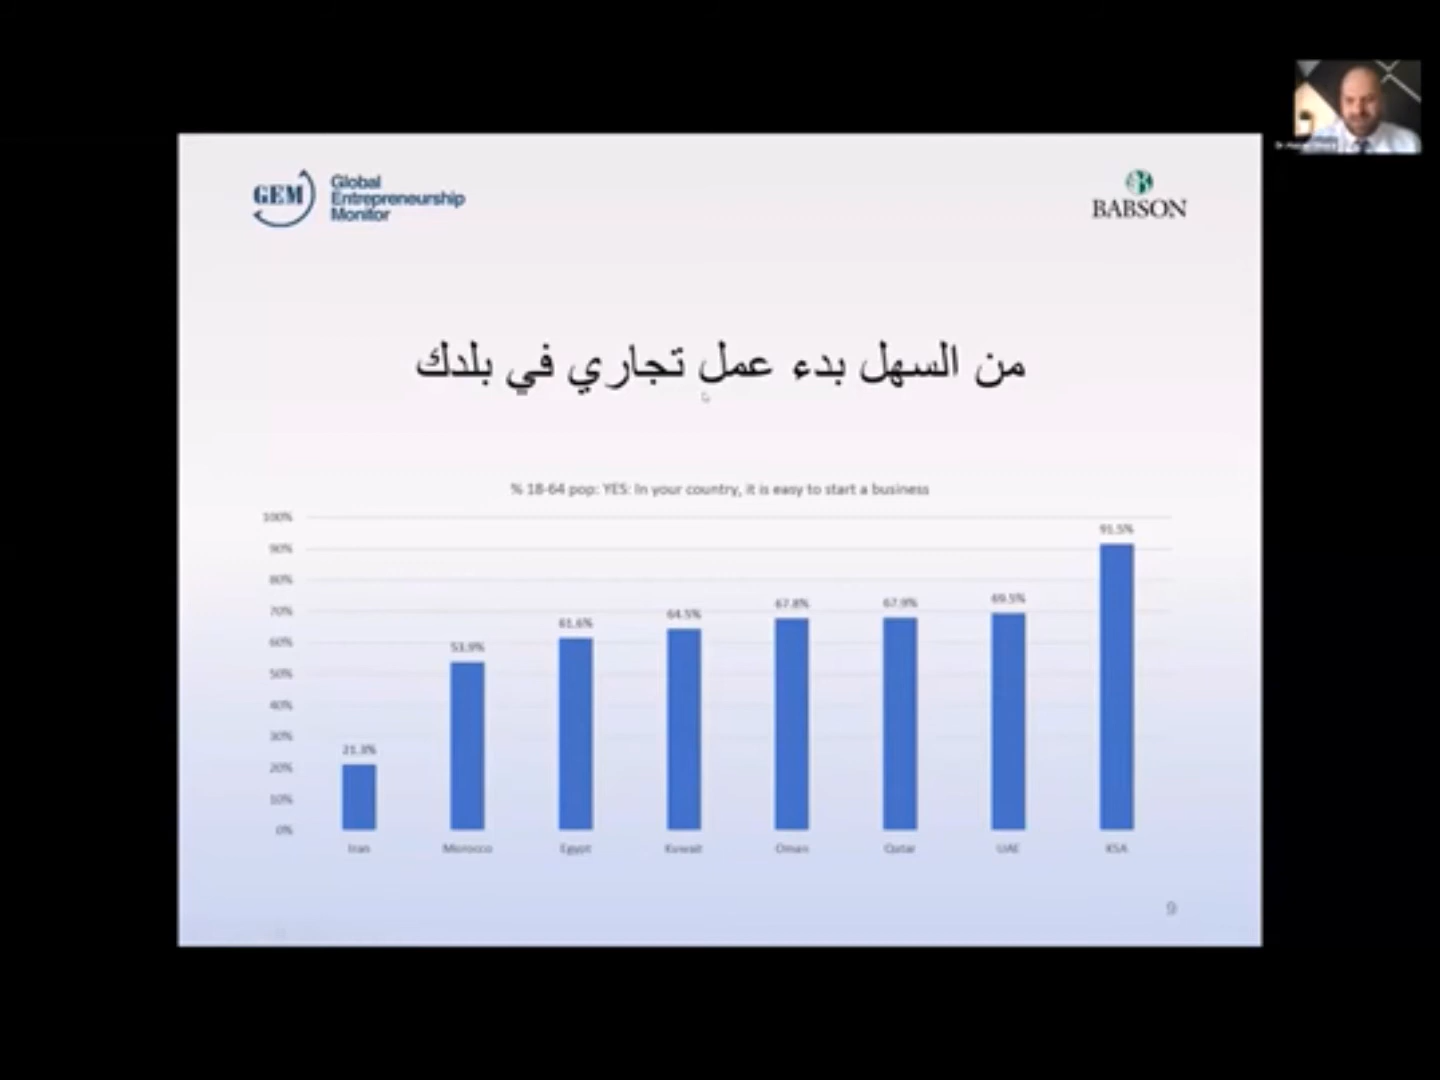 GEM
Global
Entrepreneurship
Monitor
BABSON
من السهل بدء عمل تجاري في بلدك
% 18-64 pop: YES: In your country, it is easy to start a business
100%
90%
80%
70%
60%
50%
40%
30%
20%
10%
0%
21.3%
53.9%
61.6%
64.5%
67.8%
67.9%
69.5%
91.5%
Iran
Morocco
Egypt
Kuwait
Oman
Qatar
UAE
KSA
9